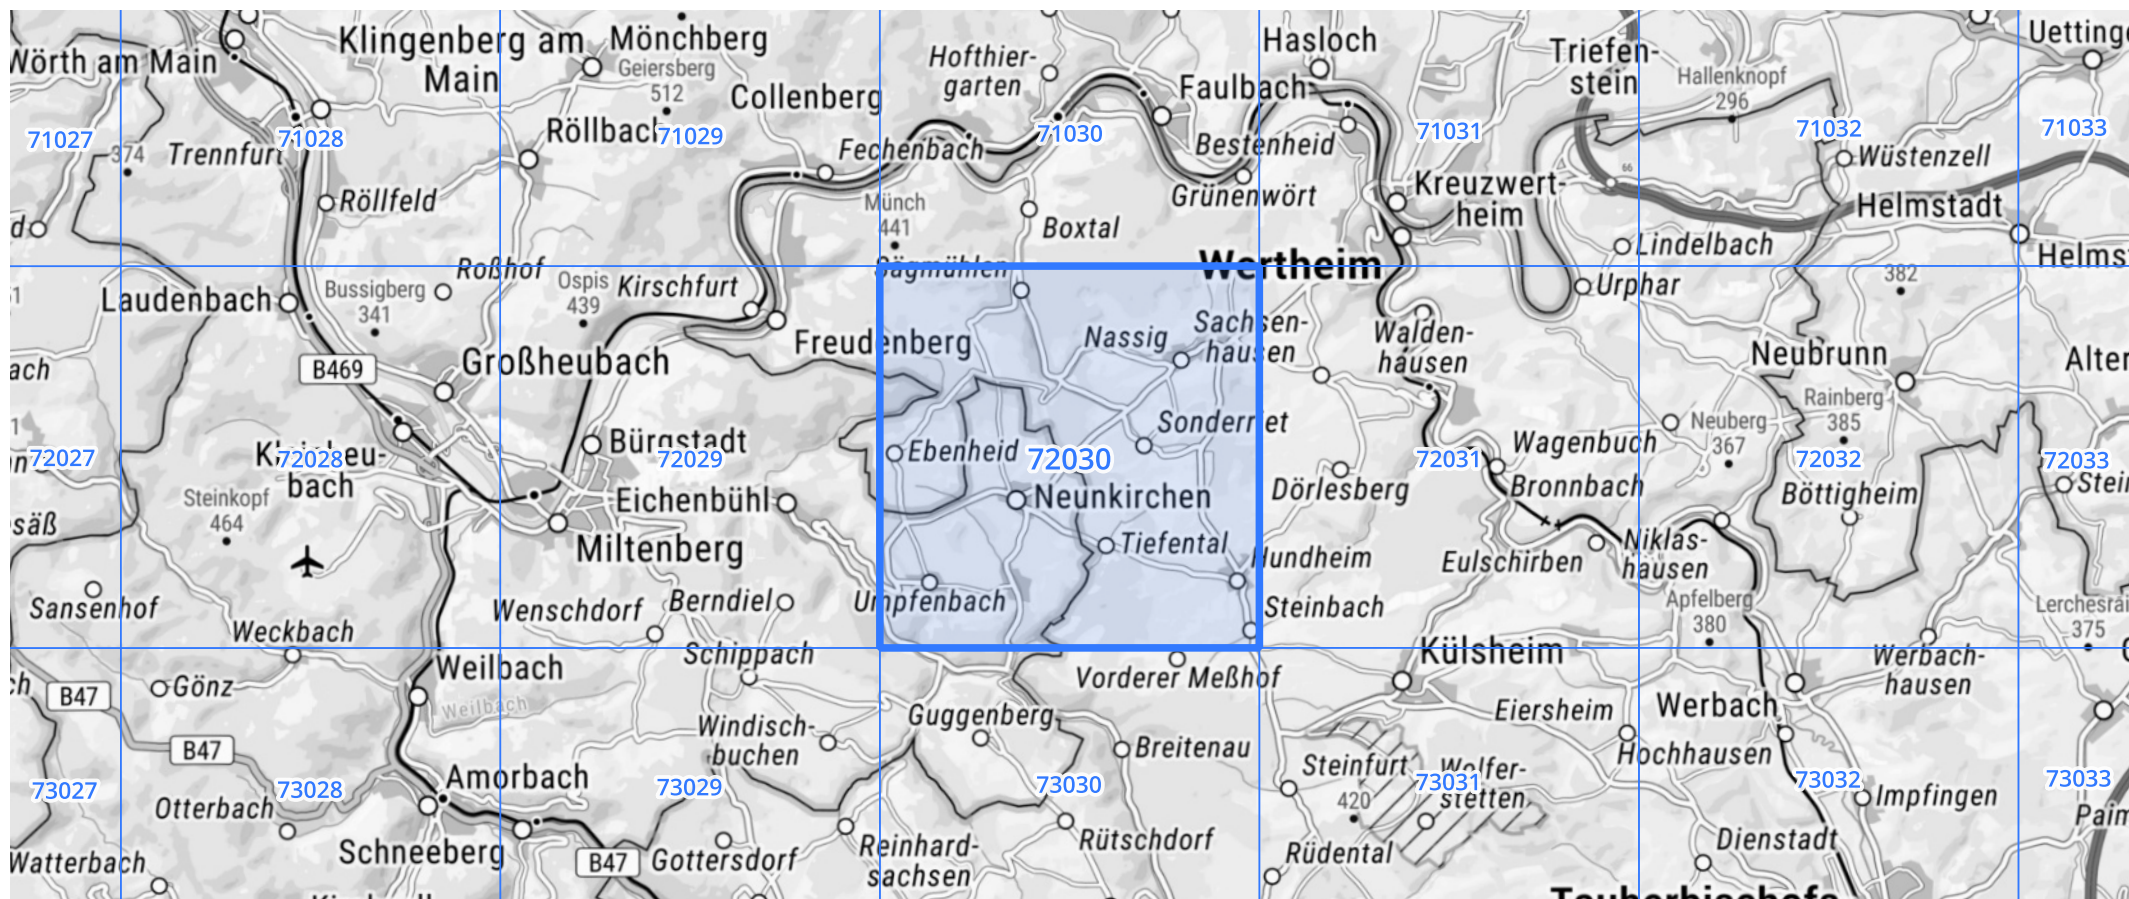 Wörth am Main
Klingenberg am
Main
Mönchberg
Geiersberg
512
Collenberg
Hofthier-
garten
Faulbach
Hasloch
Triefen-
stein
Hallenknopf
296
71027
374
Trennfurt
71028
Röllbach
71029
Fechenbach
71030
Bestenheid
71031
66
71032
Wüstenzell
71033
Röllfeld
Münch
441
Boxtal
Grünenwört
Kreuzwert-
heim
Helmstadt
Lindelbach
Roßhof
Sägmühlen
Wertheim
Urphar
382
Laudenbach
Bussigberg
341
Ospis
439
Kirschfurt
Freudenberg
Nassig
Sachsen-
hausen
Walden-
hausen
Neubrunn
B469
Großheubach
Rainberg
385
Neuberg
367
72027
72028
bach
Bürgstadt
72029
Ebenheid
72030
Sonderriet
72031
Wagenbuch
72032
72033
Steinkopf
464
Eichenbühl
Neunkirchen
Dörlesberg
Bronnbach
Böttigheim
Miltenberg
Tiefental
Hundheim
Eulschirben
Niklas-
hausen
Sansenhof
Wenschdorf
Berndiel
Umpfenbach
Steinbach
Apfelberg
380
375
Weckbach
Schippach
Külsheim
Werbach-
hausen
B47
Gönz
Weilbach
Weilbach
Vorderer Meßhof
Guggenberg
Eiersheim
Werbach
B47
Windisch-
buchen
Breitenau
Hochhausen
73027
73028
Amorbach
73029
73030
Steinfurt
420
73031
Wolfer-
stetten
73032
73033
Otterbach
Impfingen
Watterbach
Schneeberg
B47
Gottersdorf
Reinhard-
sachsen
Rütschdorf
Rüdental
Dienstadt